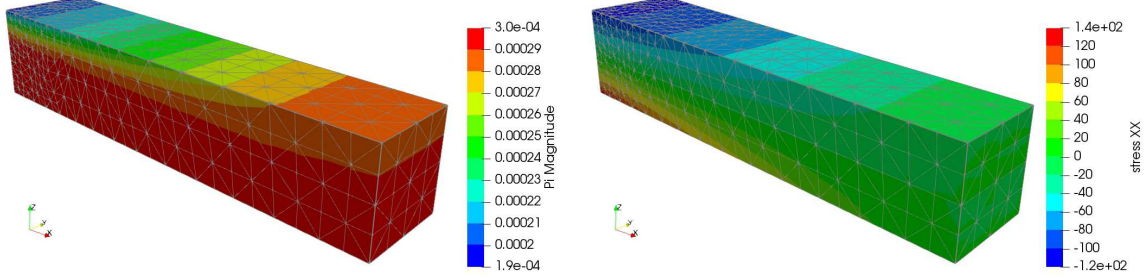 3.0e-04
0.00029
0.00028
0.00027
0.00026
0.00025
0.00024
0.00023
0.00022
0.00021
0.0002
1.9e-04
Pi Magnitude
Z
Y
X
1.4e+02
120
100
80
60
40
20
0
-20
-40
-60
-80
-100
-1.2e+02
stress XX
Z
Y
X